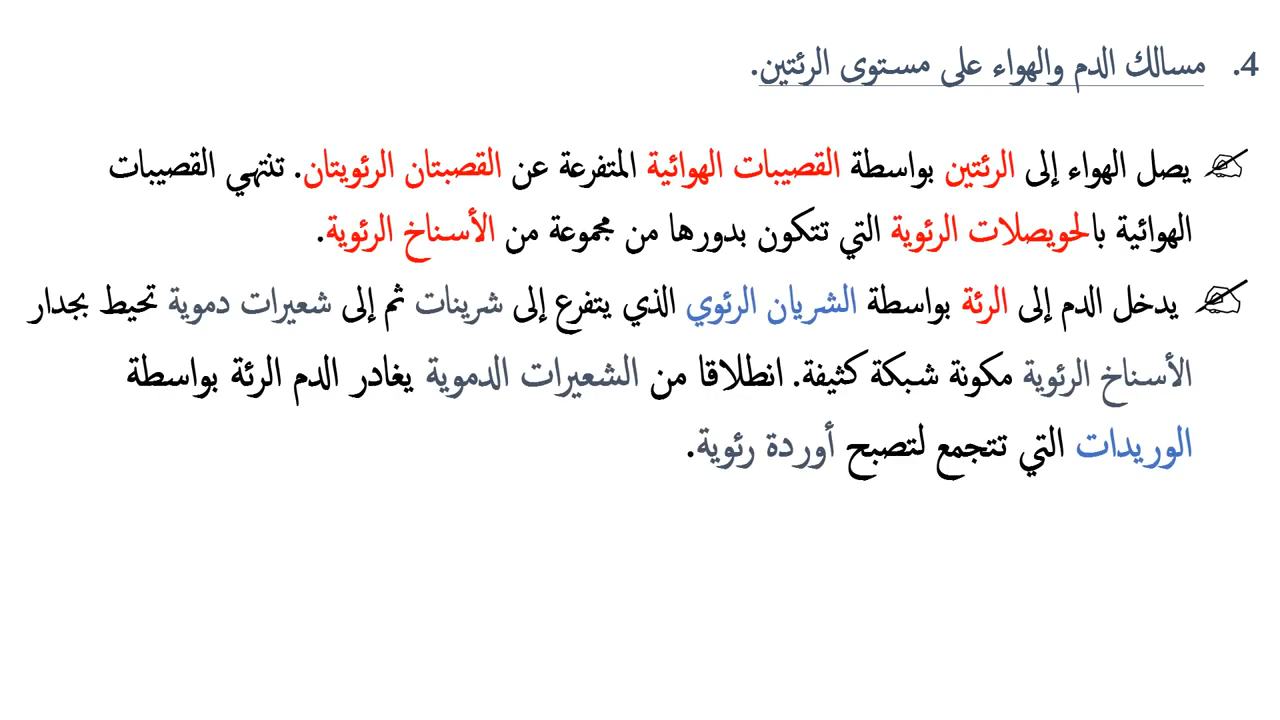 4. مسالك الدم والهواء على مستوى الرئتين.
يصل الهواء إلى الرئتين بواسطة القصيبات الهوائية المتفرعة عن القصبتان الرئويتان. تنتهي القصيبات
الهوائية بالحويصلات الرئوية التي تتكون بدورها من مجموعة من الأسناخ الرئوية.
يدخل الدم إلى الرئة بواسطة الشريان الرئوي الذي يتفرع إلى شرينات ثم إلى شعيرات دموية تحيط بجدار
الأسناخ الرئوية مكونة شبكة كثيفة. انطلاقا من الشعيرات الدموية يغادر الدم الرئة بواسطة
الوريدات التي تتجمع لتصبح أوردة رئوية.